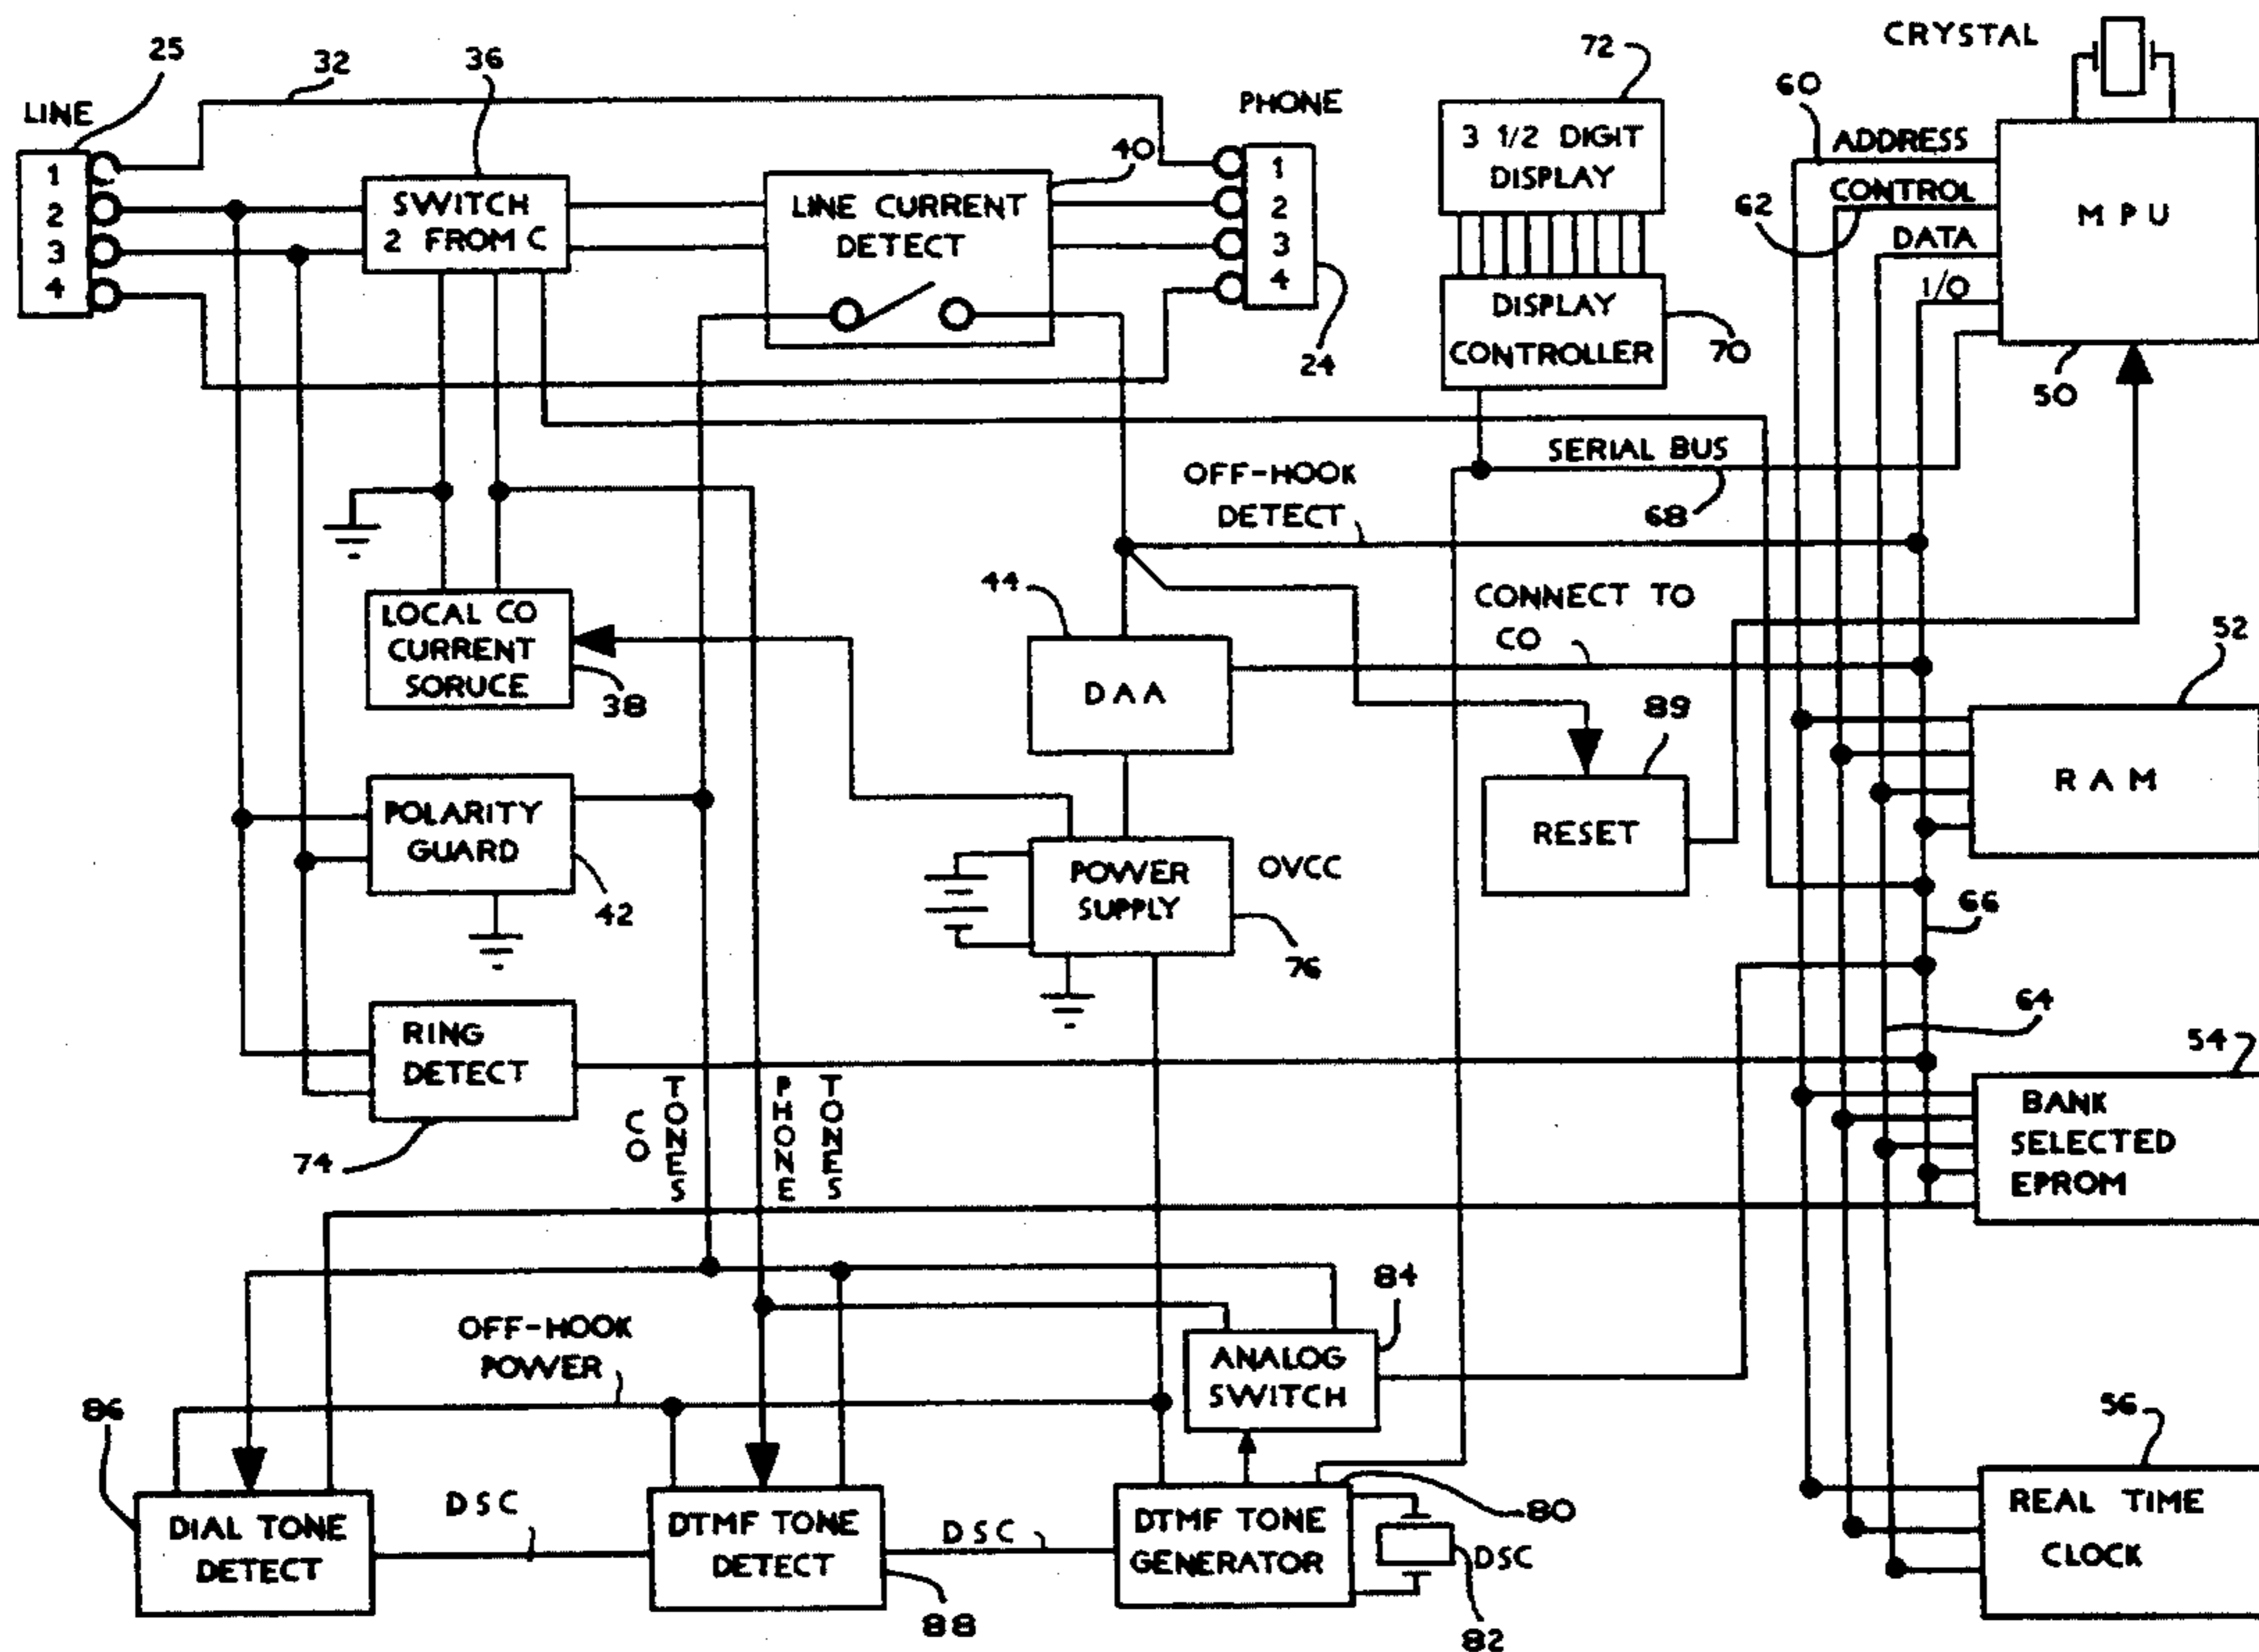 CRYSTAL
25
32
36
72
60
LINE
PHONE
1
2
3
4
SWITCH
2 FROM C
40
LINE CURRENT
DETECT
1
2
3
4
24
3 1/2 DIGIT
DISPLAY
ADDRESS
CONTROL
62
DATA
I/O
MPU
50
DISPLAY
CONTROLLER
70
SERIAL BUS
68
OFF-HOOK
DETECT
44
CONNECT TO
CO
52
LOCAL CO
CURRENT
SORUCE
38
DAA
89
RAM
POLARITY
GUARD
42
POWER
SUPPLY
OVCC
76
RESET
66
64
54
RING
DETECT
74
CO
TONES
PHONE
TONES
BANK
SELECTED
EPROM
84
OFF-HOOK
POWER
ANALOG
SWITCH
86
56
DIAL TONE
DETECT
DSC
DTMF TONE
DETECT
88
DSC
DTMF TONE
GENERATOR
80
DSC
82
REAL TIME
CLOCK